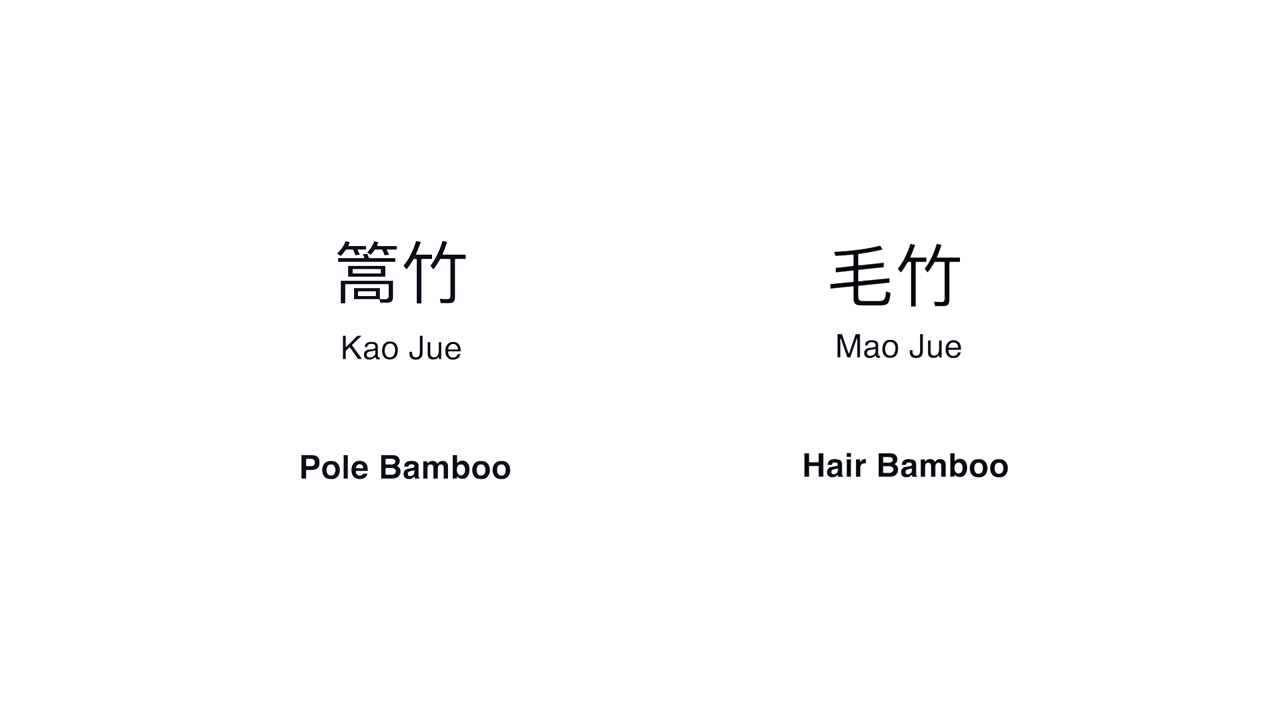 篙竹
Kao Jue
Pole Bamboo
毛竹
Mao Jue
Hair Bamboo